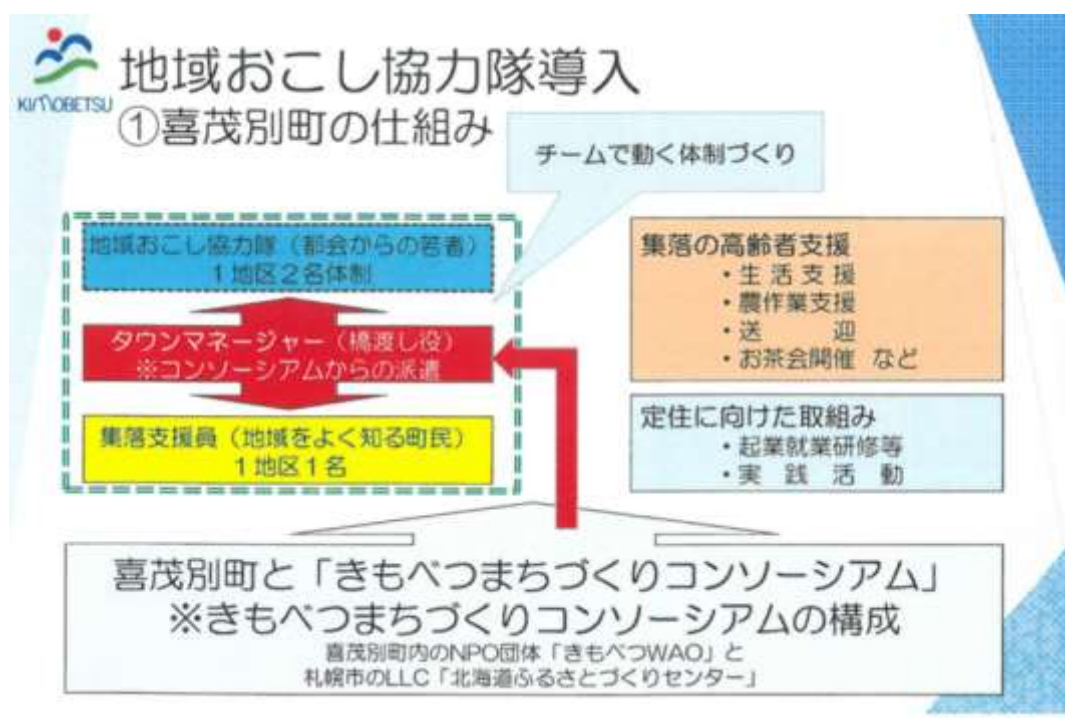 KIMOBETSU
地域おこし協力隊導入
①喜茂別町の仕組み
チームで動く体制づくり
地域おこし協力隊（都会からの若者）
１地区２名体制
タウンマネージャー（橋渡し役）
※コンソーシアムからの派遣
集落支援員（地域をよく知る町民）
１地区１名
集落の高齢者支援
・生 活 支 援
・農作業支援
・送　　　迎
・お茶会開催 など
定住に向けた取組み
・起業就業研修等
・実 践 活 動
喜茂別町と「きもべつまちづくりコンソーシアム」
※きもべつまちづくりコンソーシアムの構成
喜茂別町内のNPO団体「きもべつWAO」と
札幌市のLLC「北海道ふるさとづくりセンター」